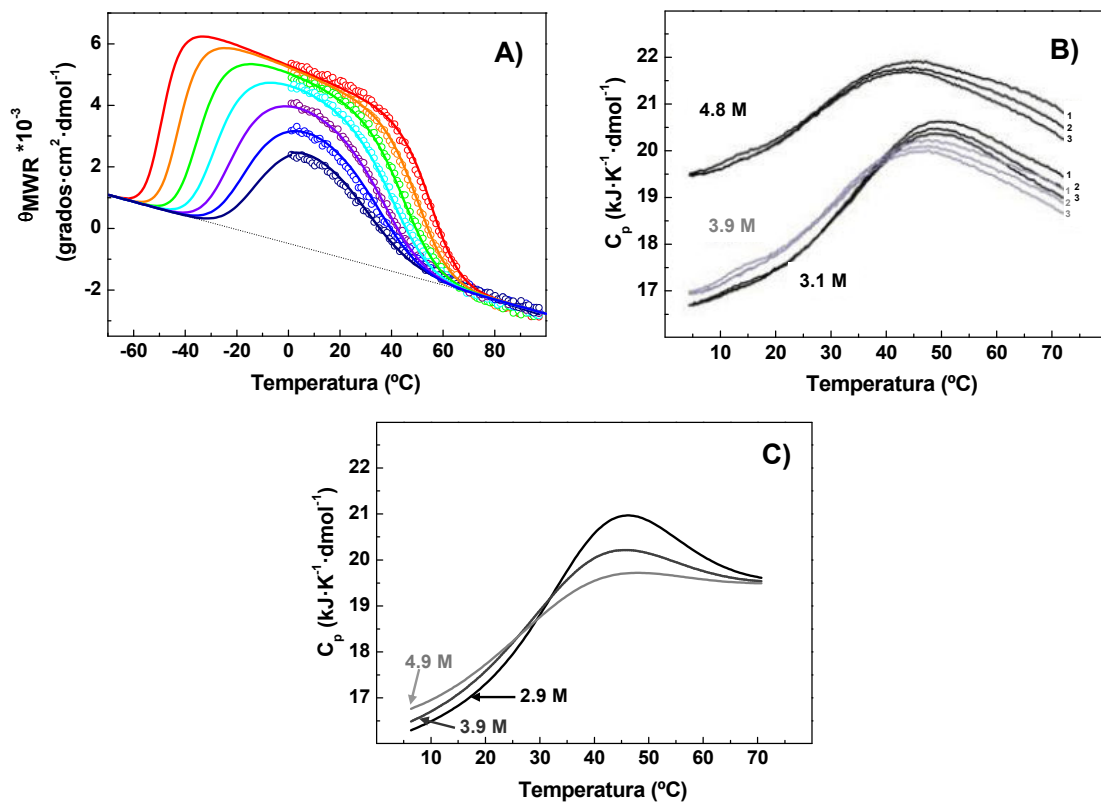 A)
θMWR *10-3
(grados·cm2·dmol-1)
6
4
2
0
-2
-60 -40 -20 0 20 40 60 80
Temperatura (ºC)
B)
Cp (kJ·K-1·dmol-1)
22
21
20
19
18
17
4.8 M
3.9 M
3.1 M
1
2
3
1
2
3
1
2
3
10 20 30 40 50 60 70
Temperatura (ºC)
C)
Cp (kJ·K-1·dmol-1)
22
21
20
19
18
17
4.9 M
2.9 M
3.9 M
10 20 30 40 50 60 70
Temperatura (ºC)